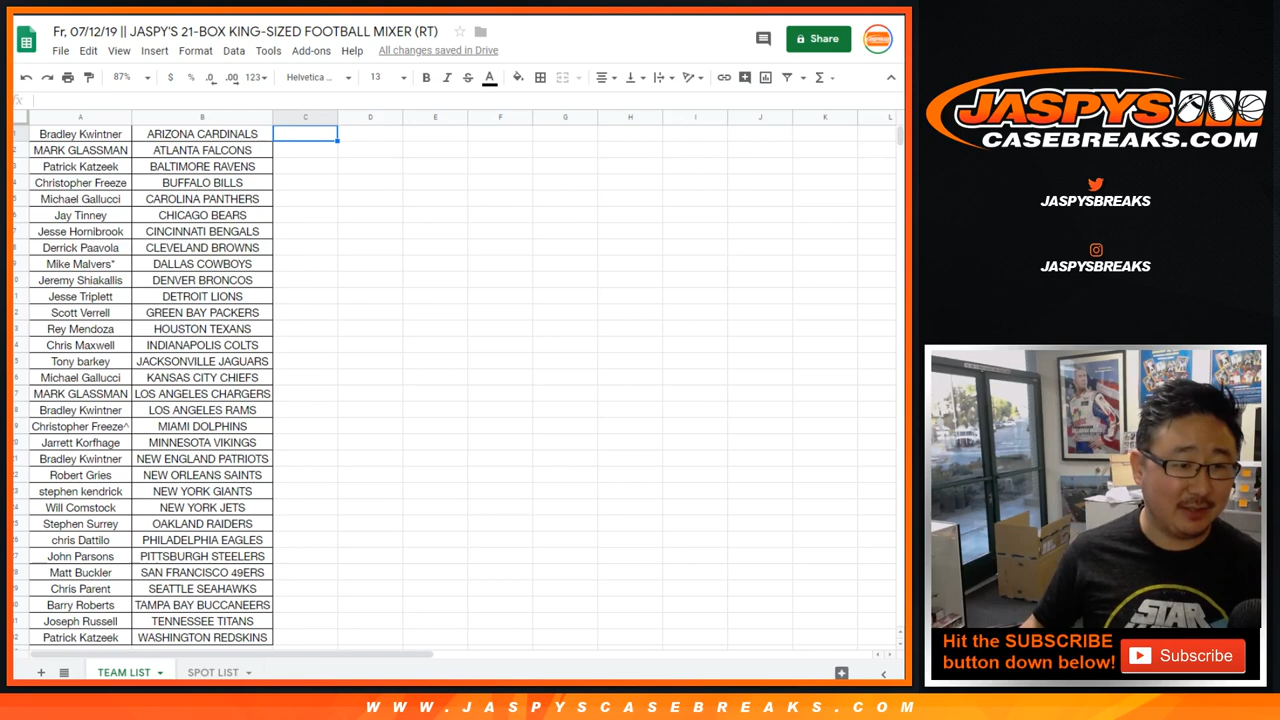 Fr, 07/12/19 || JASPY'S 21-BOX KING-SIZED FOOTBALL MIXER (RT)
File Edit View Insert Format Data Tools Add-ons Help All changes saved in Drive
Share
87% $ % .0 .00 123 Helvetica ... 13 B I S A
fx
A B C D E F G H I J K L
Bradley Kwintner ARIZONA CARDINALS
MARK GLASSMAN ATLANTA FALCONS
Patrick Katzeek BALTIMORE RAVENS
Christopher Freeze BUFFALO BILLS
Michael Gallucci CAROLINA PANTHERS
Jay Tinney CHICAGO BEARS
Jesse Hornibrook CINCINNATI BENGALS
Derrick Paavola CLEVELAND BROWNS
Mike Malvers* DALLAS COWBOYS
Jeremy Shiakallis DENVER BRONCOS
Jesse Triplett DETROIT LIONS
Scott Verrell GREEN BAY PACKERS
Rey Mendoza HOUSTON TEXANS
Chris Maxwell INDIANAPOLIS COLTS
Tony barkey JACKSONVILLE JAGUARS
Michael Gallucci KANSAS CITY CHIEFS
MARK GLASSMAN LOS ANGELES CHARGERS
Bradley Kwintner LOS ANGELES RAMS
Christopher Freeze^ MIAMI DOLPHINS
Jarrett Korfhage MINNESOTA VIKINGS
Bradley Kwintner NEW ENGLAND PATRIOTS
Robert Gries NEW ORLEANS SAINTS
stephen kendrick NEW YORK GIANTS
Will Comstock NEW YORK JETS
Stephen Surrey OAKLAND RAIDERS
chris Dattilo PHILADELPHIA EAGLES
John Parsons PITTSBURGH STEELERS
Matt Buckler SAN FRANCISCO 49ERS
Chris Parent SEATTLE SEAHAWKS
Barry Roberts TAMPA BAY BUCCANEERS
Joseph Russell TENNESSEE TITANS
Patrick Katzeek WASHINGTON REDSKINS
TEAM LIST SPOT LIST
JASPYS
CASEBREAKS.COM
JASPYSBREAKS
JASPYSBREAKS
STAR
Hit the SUBSCRIBE
button down below!
Subscribe
WWW.JASPYSCASEBREAKS.COM